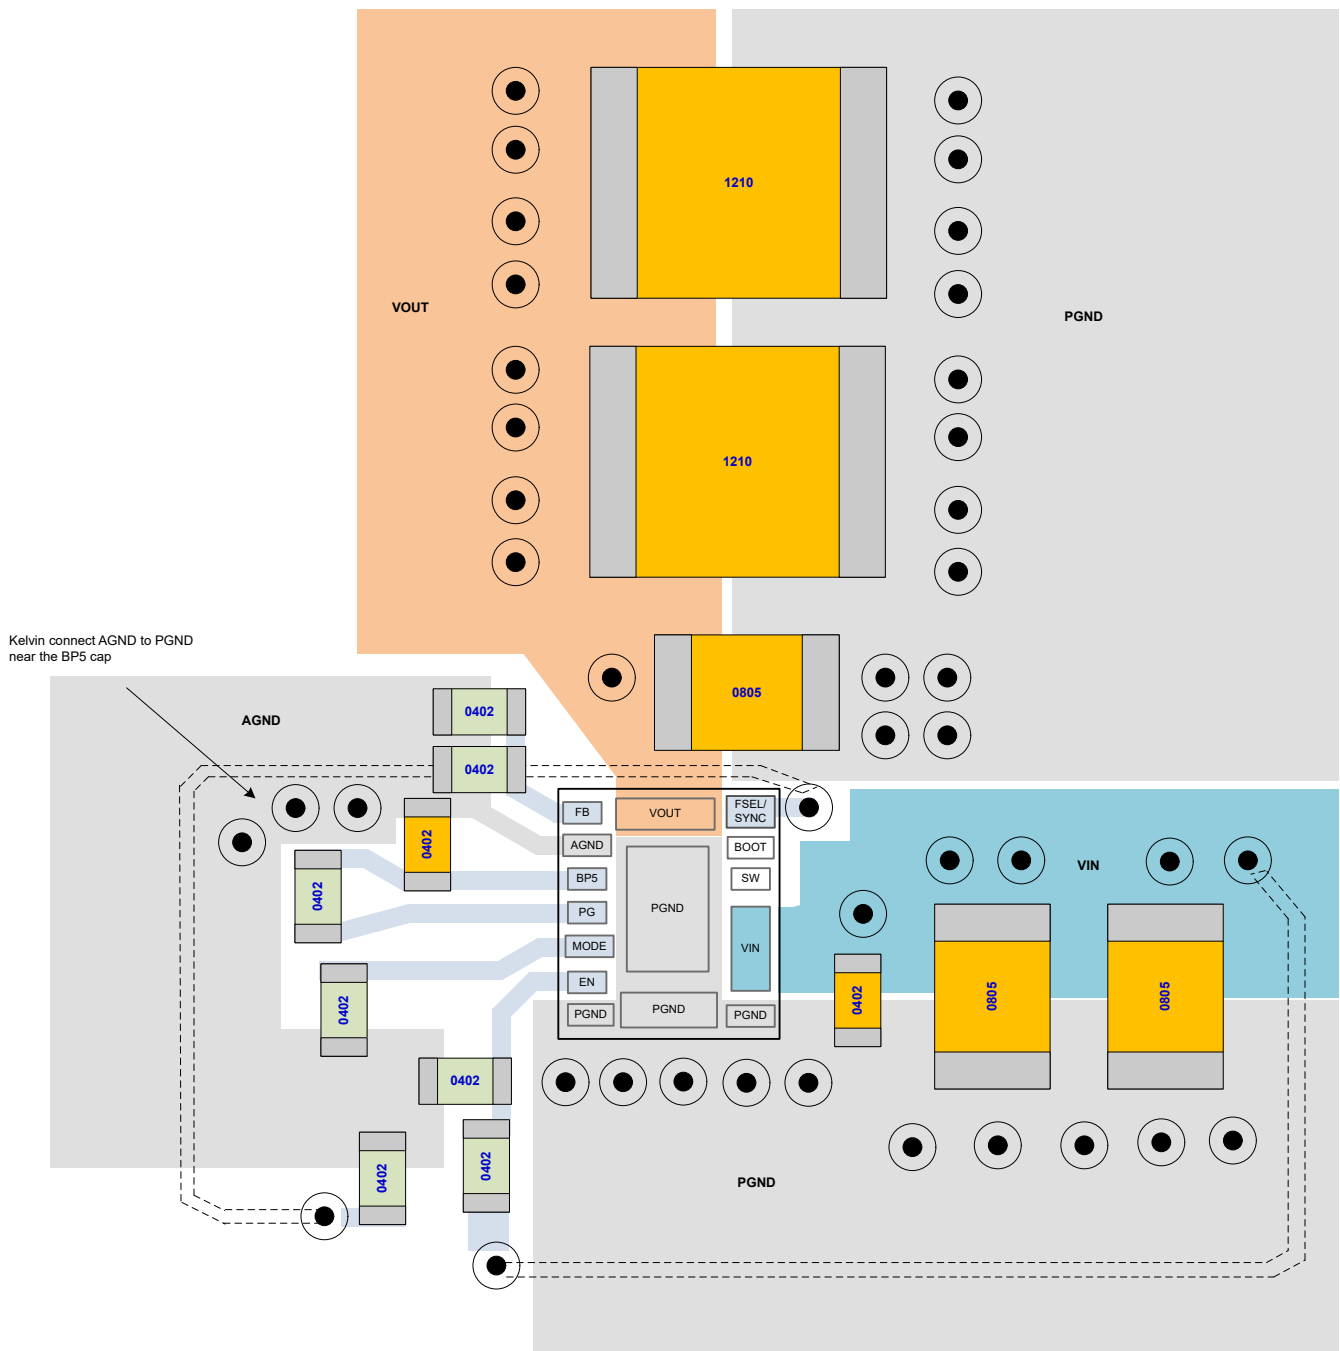 1210
VOUT
PGND
1210
Kelvin connect AGND to PGND
near the BP5 cap
0805
0402
AGND
0402
FB
VOUT
FSEL/
SYNC
0402
AGND
BOOT
VIN
BP5
SW
0402
PG
PGND
MODE
VIN
EN
0402
0402
0805
0805
PGND
PGND
PGND
0402
0402
0402
PGND